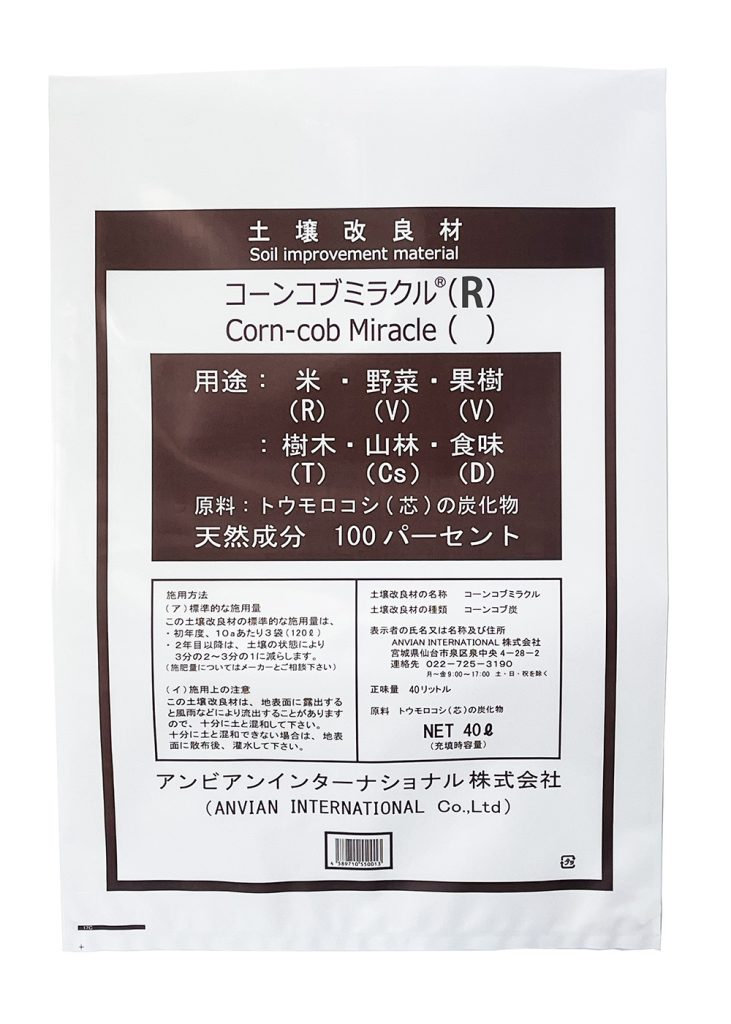 土壌改良材
Soil improvement material
コーンコブミラクル®(R)
Corn-cob Miracle ( )
用途：米・野菜・果樹
(R) (V) (V)
：樹木・山林・食味
(T) (Cs) (D)
原料：トウモロコシ(芯)の炭化物
天然成分 100パーセント
施用方法
(ア)標準的な施用量
この土壌改良材の標準的な施用量は、
・初年度、10aあたり3袋(120ℓ)
・2年目以降は、土壌の状態により
3分の2～3分の1に減らします。
(施肥量についてはメーカーとご相談下さい)
(イ)施用上の注意
この土壌改良材は、地表面に露出する
と風雨などにより流出することがあります
ので、十分に土と混和して下さい。
十分に土と混和できない場合は、地表
面に散布後、灌水して下さい。
土壌改良材の名称 コーンコブミラクル
土壌改良材の種類 コーンコブ炭
表示者の氏名又は名称及び住所
ANVIAN INTERNATIONAL 株式会社
宮城県仙台市泉区泉中央4-28-2
連絡先 022-725-3190
月～金9:00～17:00 土・日・祝を除く
正味量 40リットル
原料 トウモロコシ(芯)の炭化物
NET 40ℓ
(充填時容量)
アンビアンインターナショナル株式会社
(ANVIAN INTERNATIONAL Co.,Ltd)
4589710550013
プラ
17C